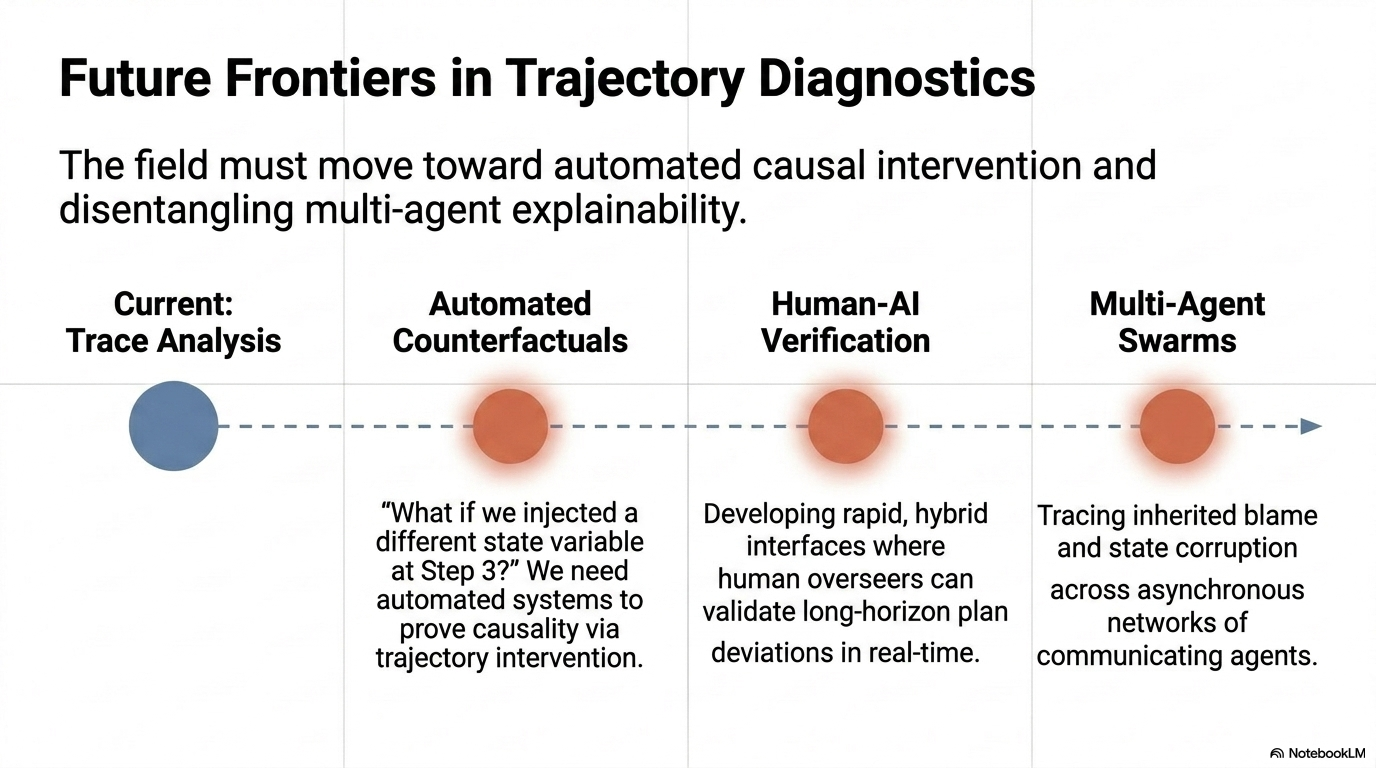 Future Frontiers in Trajectory Diagnostics
The field must move toward automated causal intervention and
disentangling multi-agent explainability.
Current:
Trace Analysis
Automated
Counterfactuals
Human-AI
Verification
Multi-Agent
Swarms
“What if we injected a
different state variable
at Step 3?” We need
automated systems to
prove causality via
trajectory intervention.
Developing rapid, hybrid
interfaces where
human overseers can
validate long-horizon plan
deviations in real-time.
Tracing inherited blame
and state corruption
across asynchronous
networks of
communicating agents.
NotebookLM